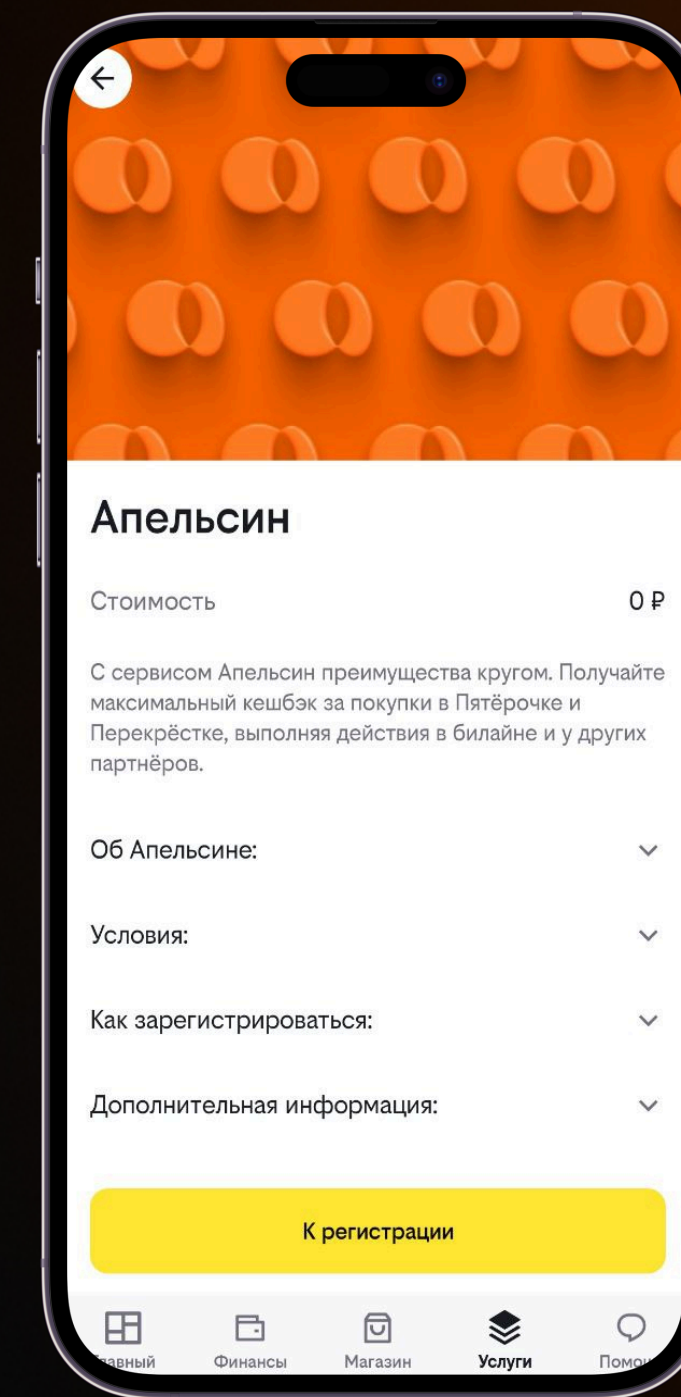 Апельсин
Стоимость 0 ₽
С сервисом Апельсин преимущества кругом. Получайте
максимальный кешбэк за покупки в Пятёрочке и
Перекрёстке, выполняя действия в билайне и у других
партнёров.
Об Апельсине:
Условия:
Как зарегистрироваться:
Дополнительная информация:
К регистрации
Финансы Магазин Услуги